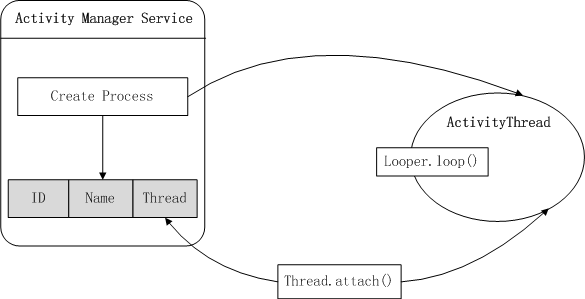 Activity Manager Service
Create Process
ActivityThread
Looper.loop()
ID Name Thread
Thread.attach()